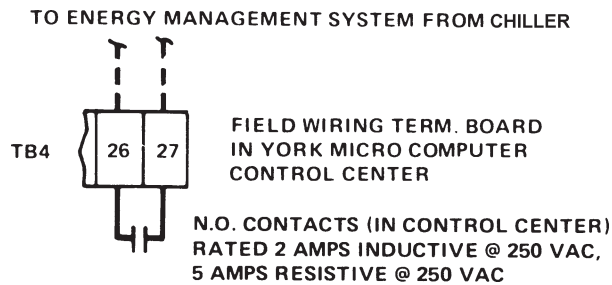 TO ENERGY MANAGEMENT SYSTEM FROM CHILLER
TB4
26 27
FIELD WIRING TERM. BOARD
IN YORK MICRO COMPUTER
CONTROL CENTER
N.O. CONTACTS (IN CONTROL CENTER)
RATED 2 AMPS INDUCTIVE @ 250 VAC,
5 AMPS RESISTIVE @ 250 VAC